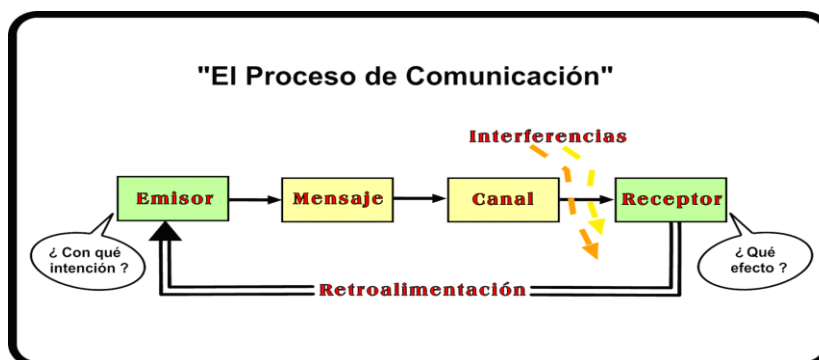 "El Proceso de Comunicación"
Interferencias
Emisor
Mensaje
Canal
Receptor
¿ Con qué
intención ?
¿ Qué
efecto ?
Retroalimentación